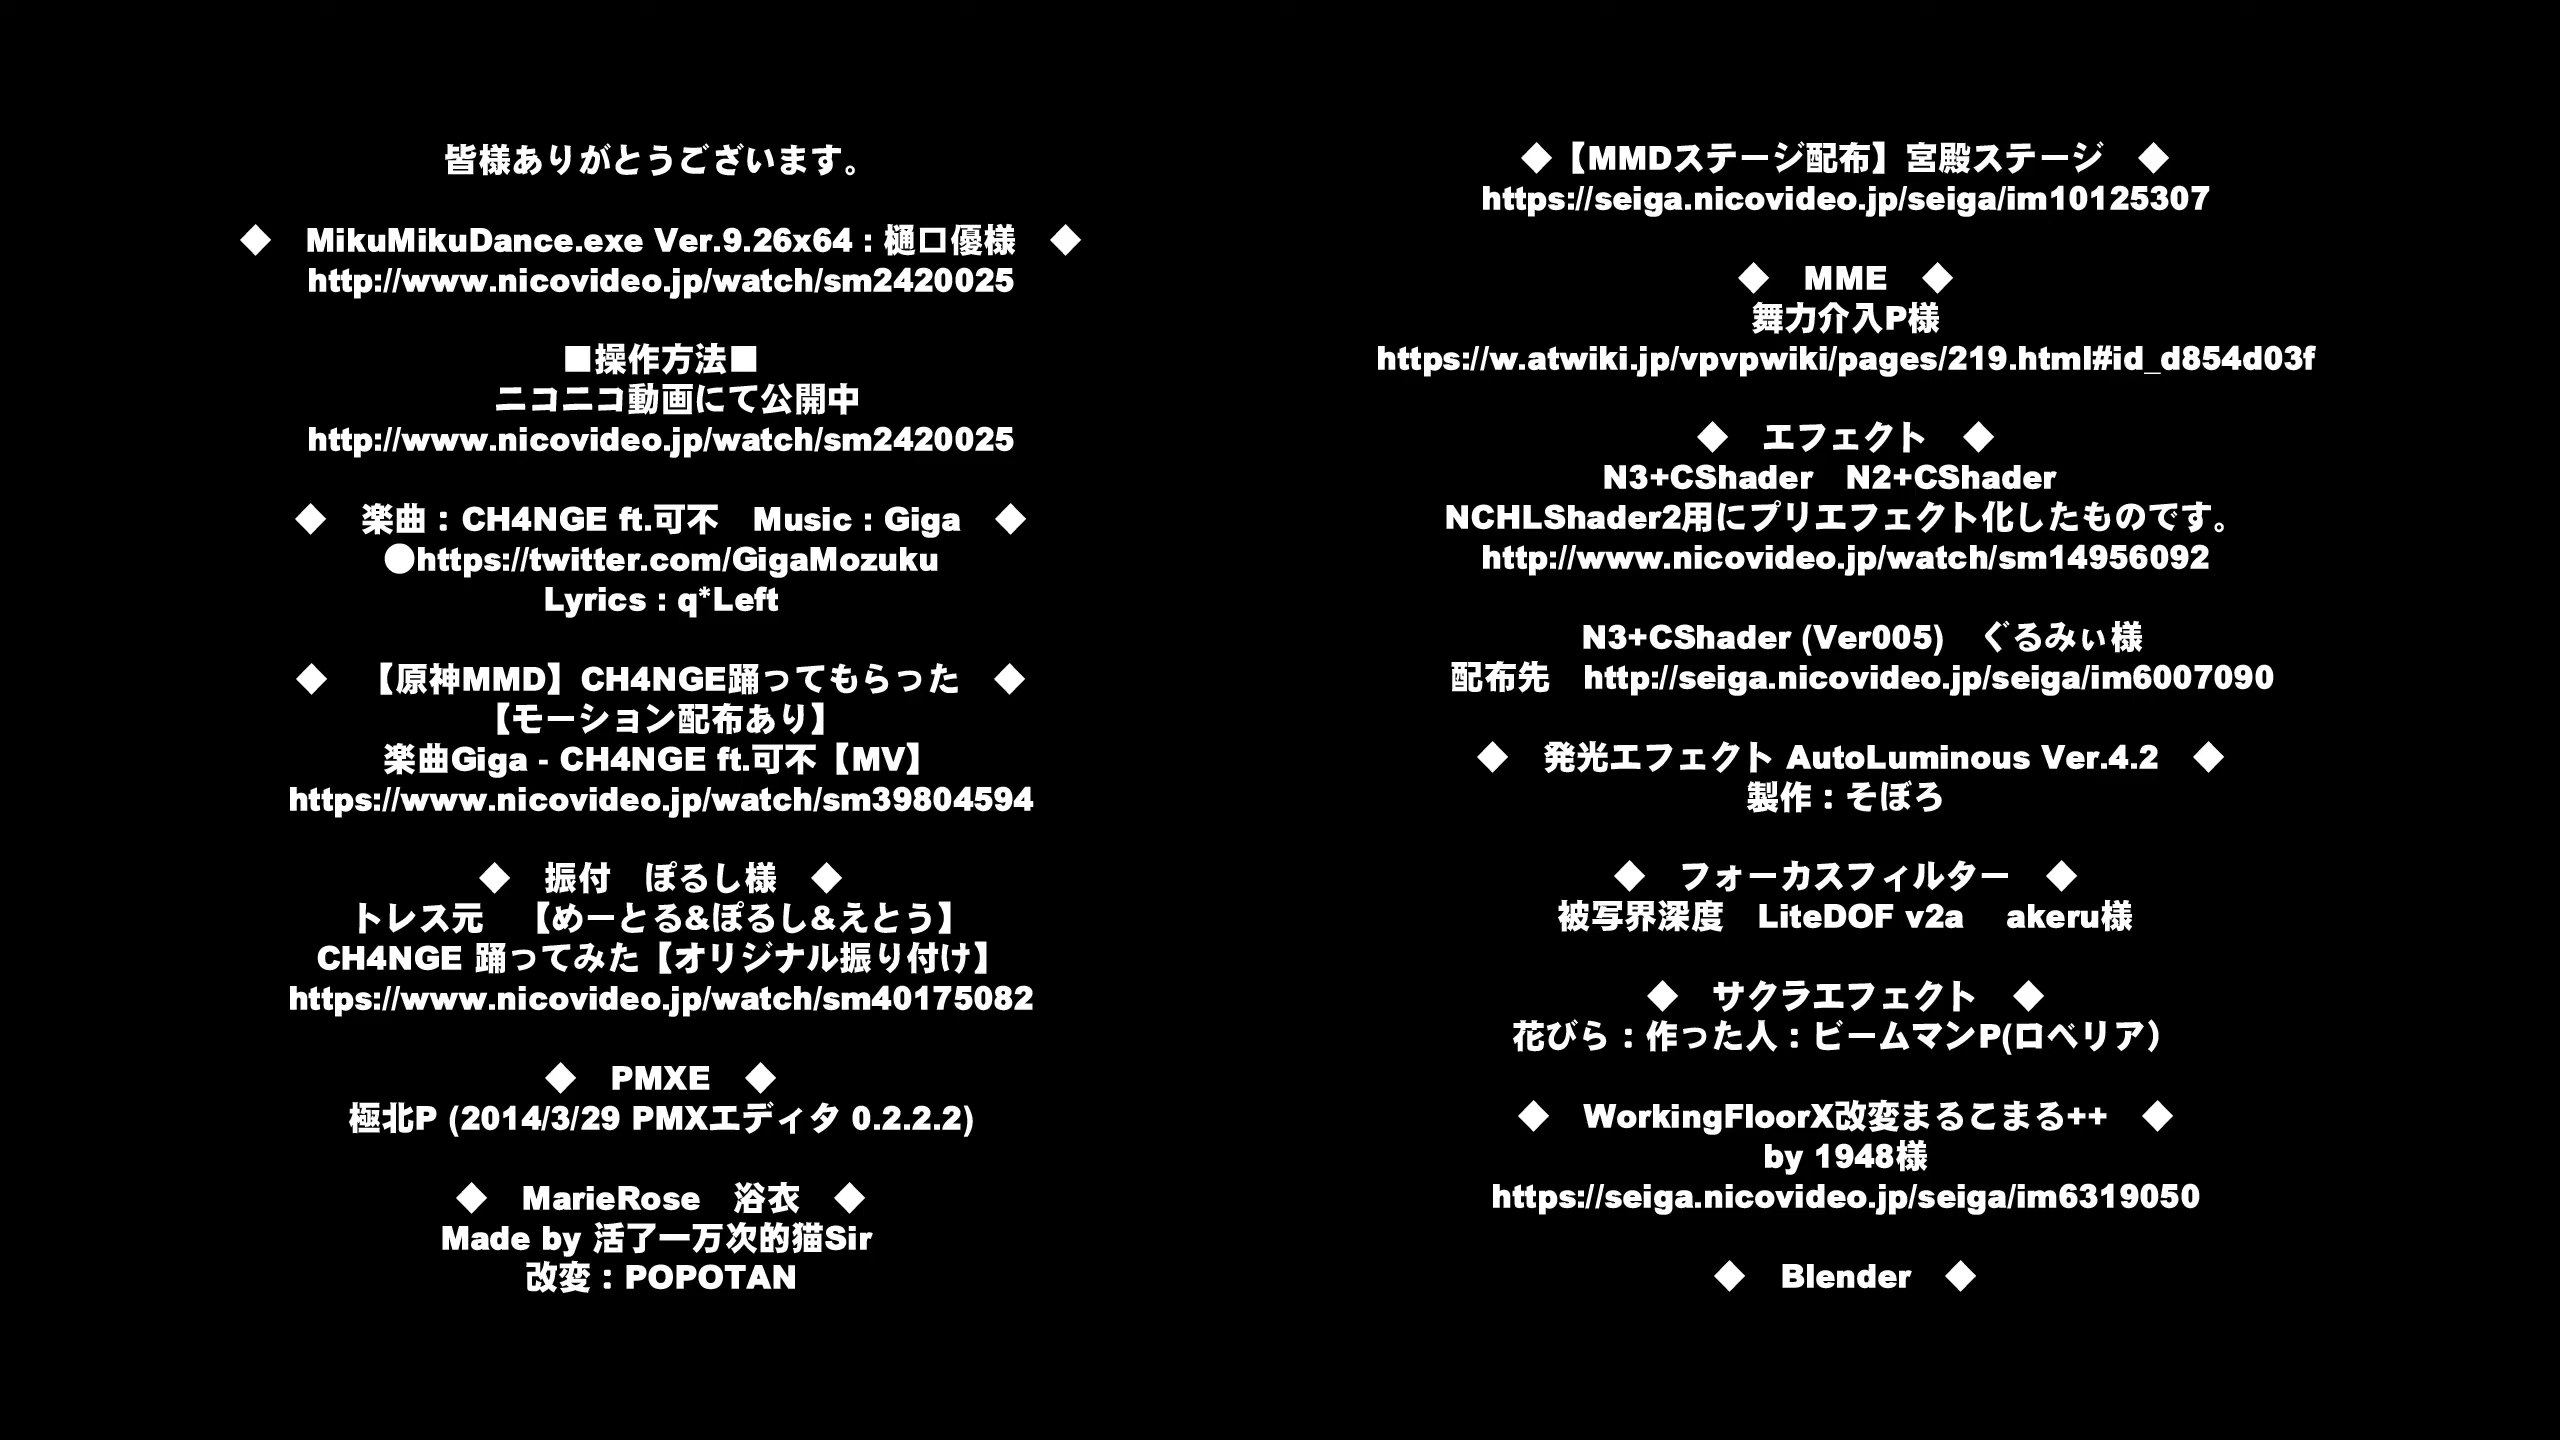 皆様ありがとうございます。
◆　MikuMikuDance.exe Ver.9.26x64 : 樋口優様　◆
http://www.nicovideo.jp/watch/sm2420025
■操作方法■
ニコニコ動画にて公開中
http://www.nicovideo.jp/watch/sm2420025
◆　楽曲：CH4NGE ft.可不　Music : Giga　◆
●https://twitter.com/GigaMozuku
Lyrics : q*Left
◆　【原神MMD】CH4NGE踊ってもらった　◆
【モーション配布あり】
楽曲Giga - CH4NGE ft.可不【MV】
https://www.nicovideo.jp/watch/sm39804594
◆　振付　ぽるし様　◆
トレス元　【めーとる&ぽるし&えとう】
CH4NGE 踊ってみた【オリジナル振り付け】
https://www.nicovideo.jp/watch/sm40175082
◆　PMXE　◆
極北P (2014/3/29 PMXエディタ 0.2.2.2)
◆　MarieRose　浴衣　◆
Made by 活了一万次的猫Sir
改変：POPOTAN
◆【MMDステージ配布】宮殿ステージ　◆
https://seiga.nicovideo.jp/seiga/im10125307
◆　MME　◆
舞力介入P様
https://w.atwiki.jp/vpvpwiki/pages/219.html#id_d854d03f
◆　エフェクト　◆
N3+CShader　N2+CShader
NCHLShader2用にプリエフェクト化したものです。
http://www.nicovideo.jp/watch/sm14956092
N3+CShader (Ver005)　ぐるみぃ様
配布先　http://seiga.nicovideo.jp/seiga/im6007090
◆　発光エフェクト AutoLuminous Ver.4.2　◆
製作：そぼろ
◆　フォーカスフィルター　◆
被写界深度　LiteDOF v2a　akeru様
◆　サクラエフェクト　◆
花びら：作った人：ビームマンP(ロベリア）
◆　WorkingFloorX改変まるこまる++　◆
by 1948様
https://seiga.nicovideo.jp/seiga/im6319050
◆　Blender　◆